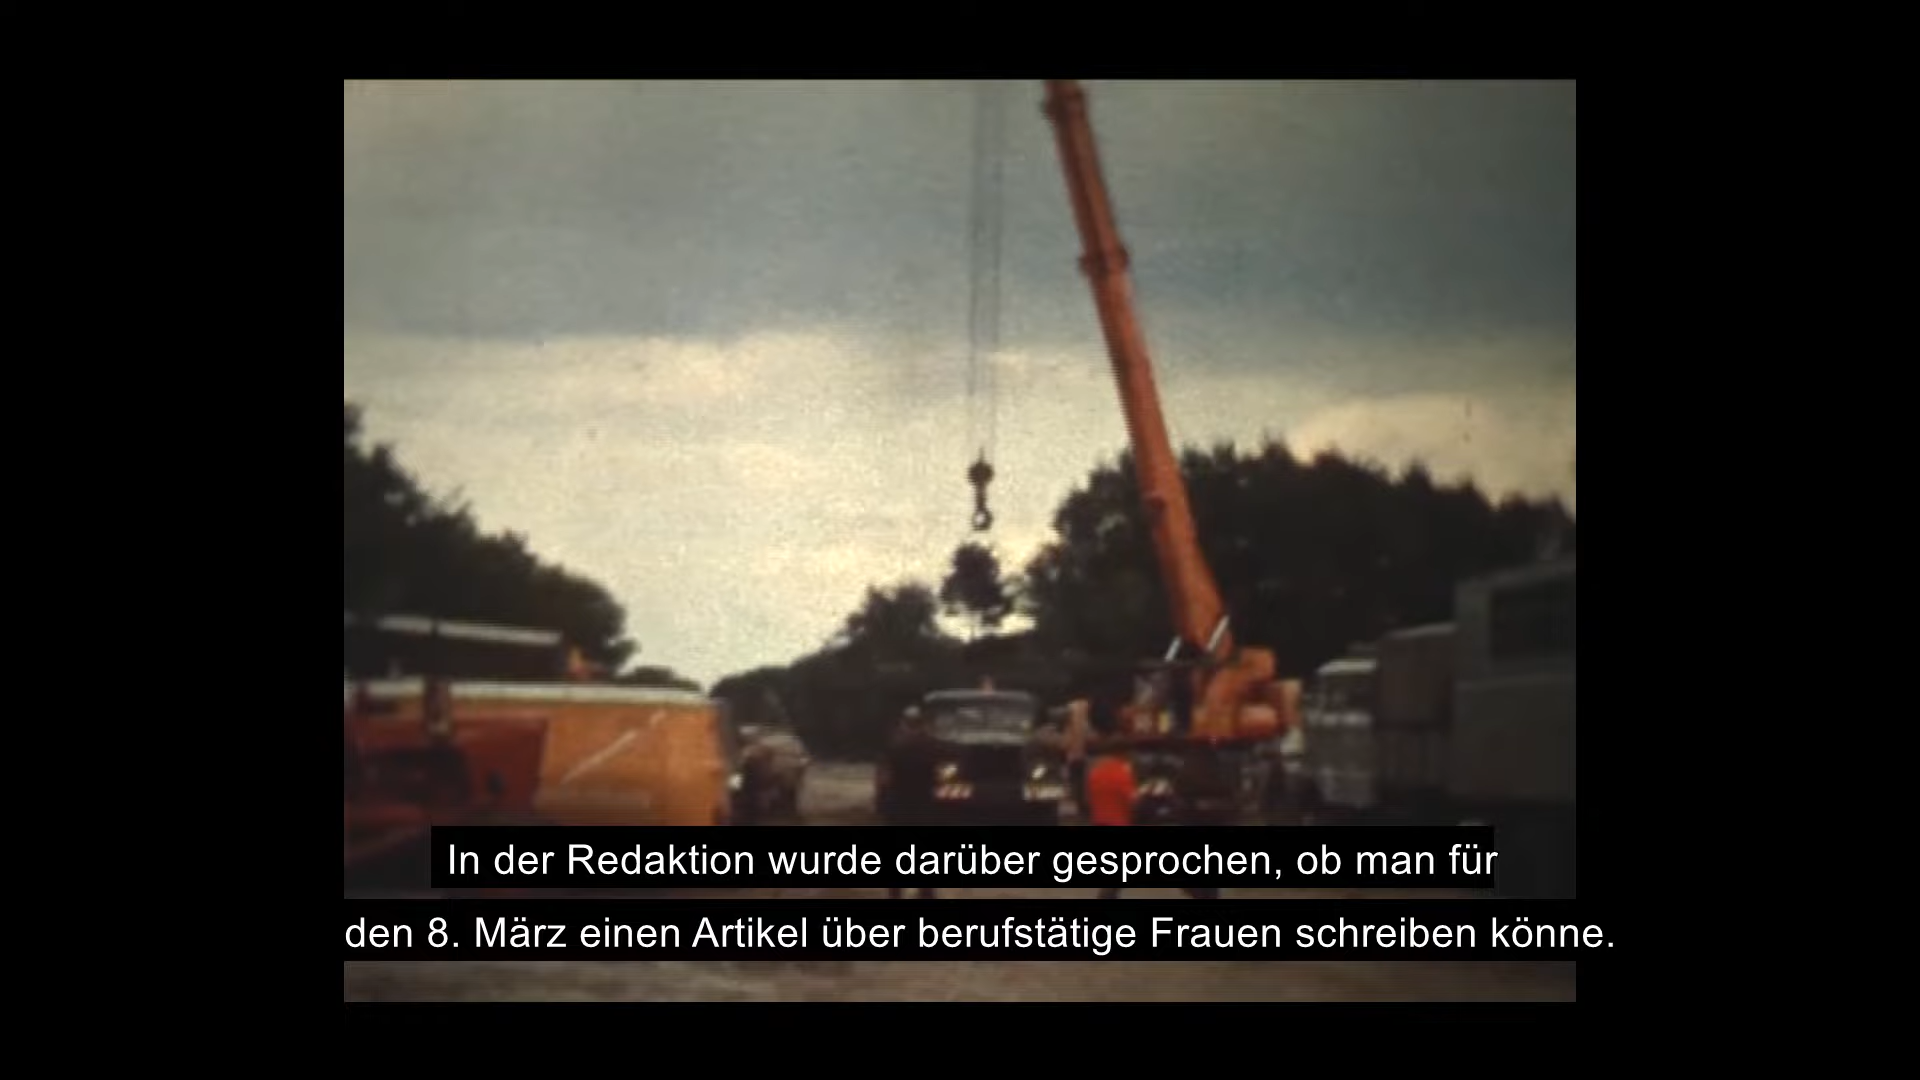 In der Redaktion wurde darüber gesprochen, ob man für
den 8. März einen Artikel über berufstätige Frauen schreiben könne.